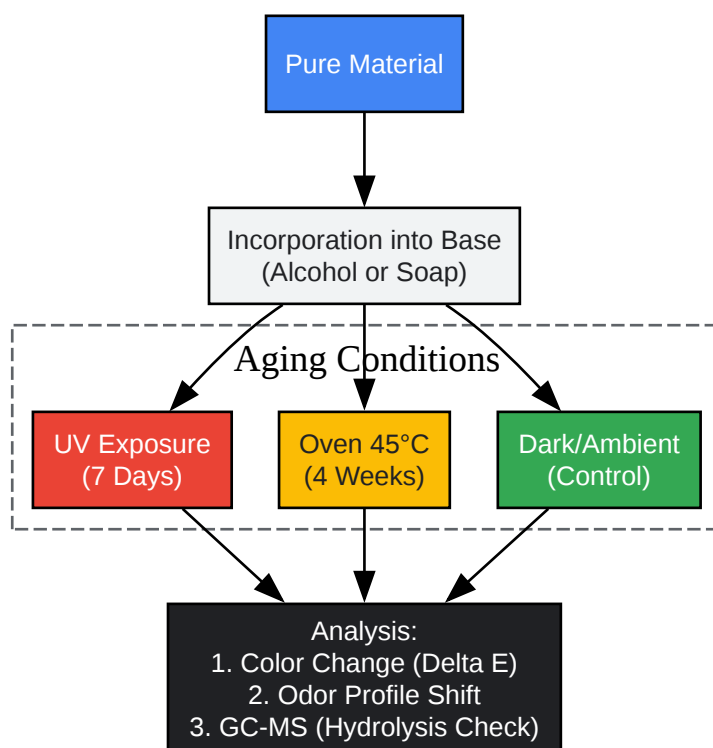 Pure Material
Incorporation into Base
(Alcohol or Soap)
Aging Conditions
UV Exposure
(7 Days)
Oven 45°C
(4 Weeks)
Dark/Ambient
(Control)
Analysis:
1. Color Change (Delta E)
2. Odor Profile Shift
3. GC-MS (Hydrolysis Check)